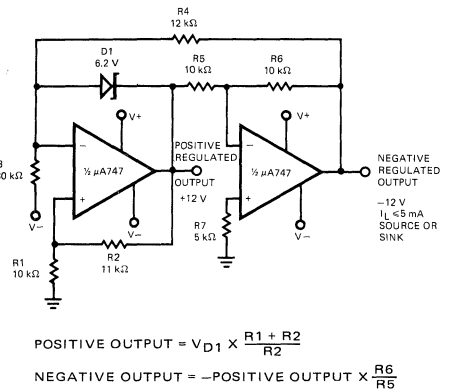 R4
12 kΩ
D1
6.2 V
R5
10 kΩ
R6
10 kΩ
V+
V+
−
½ μA747
+
POSITIVE
REGULATED
OUTPUT
+12 V
−
½ μA747
+
NEGATIVE
REGULATED
OUTPUT
−12 V
IL ≤5 mA
SOURCE OR
SINK
V−
V−
V−
R7
5 kΩ
R2
11 kΩ
R1
10 kΩ
POSITIVE OUTPUT = VD1 X R1 + R2 / R2
NEGATIVE OUTPUT = −POSITIVE OUTPUT X R6 / R5